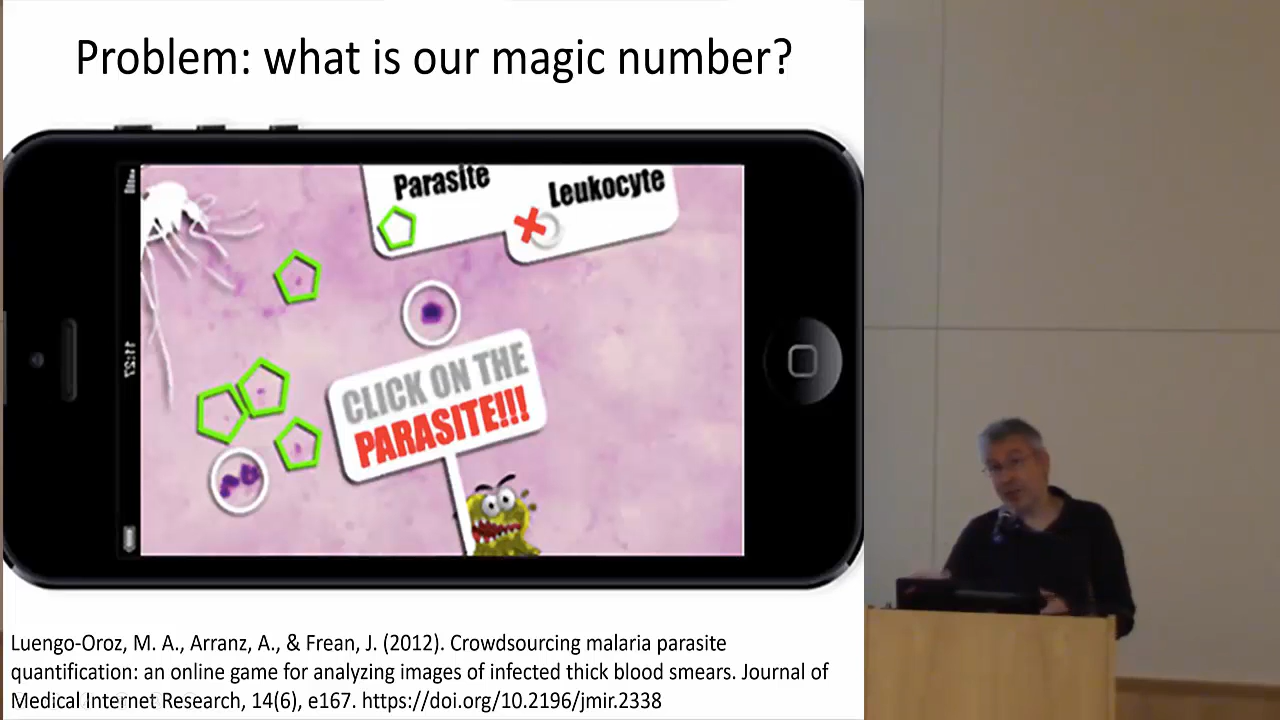 Problem: what is our magic number?
Parasite
Leukocyte
CLICK ON THE
PARASITE!!!
11:27
Luengo-Oroz, M. A., Arranz, A., & Frean, J. (2012). Crowdsourcing malaria parasite
quantification: an online game for analyzing images of infected thick blood smears. Journal of
Medical Internet Research, 14(6), e167. https://doi.org/10.2196/jmir.2338